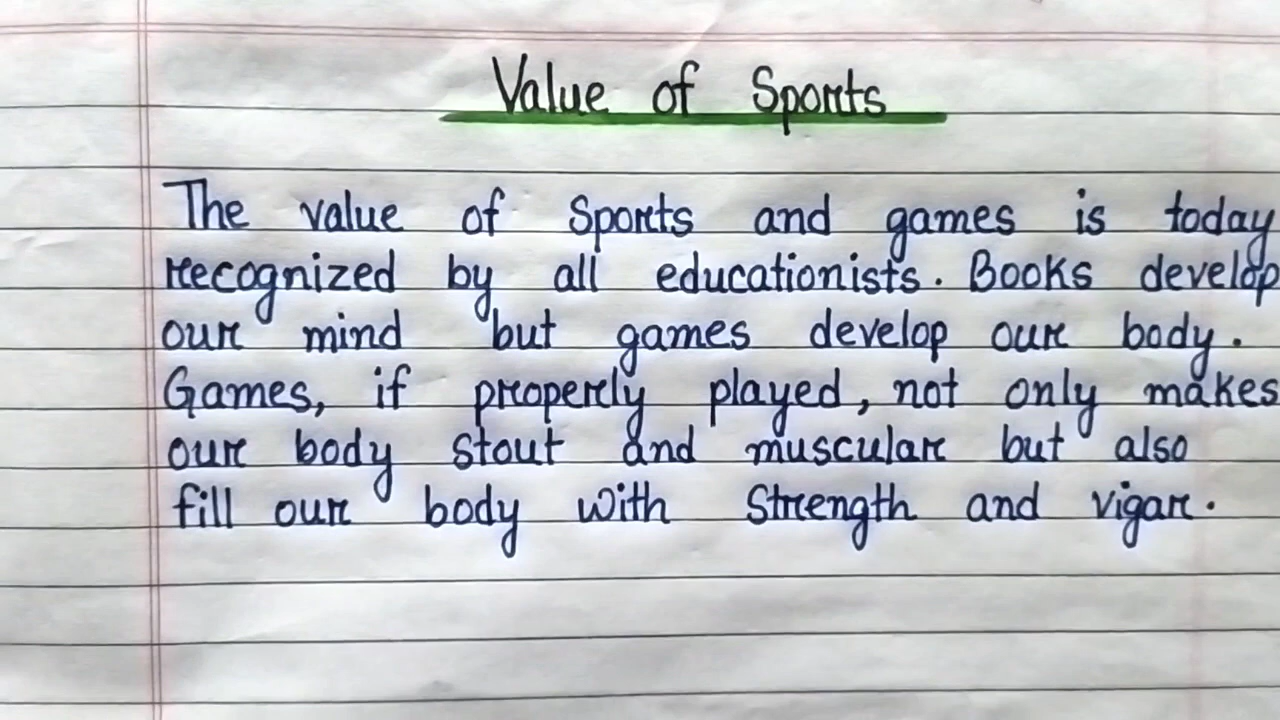 Value of Sports
The value of Sports and games is today
recognized by all educationists. Books develop
our mind but games develop our body.
Games, if properly played, not only makes
our body stout and muscular but also
fill our body with Strength and vigar.